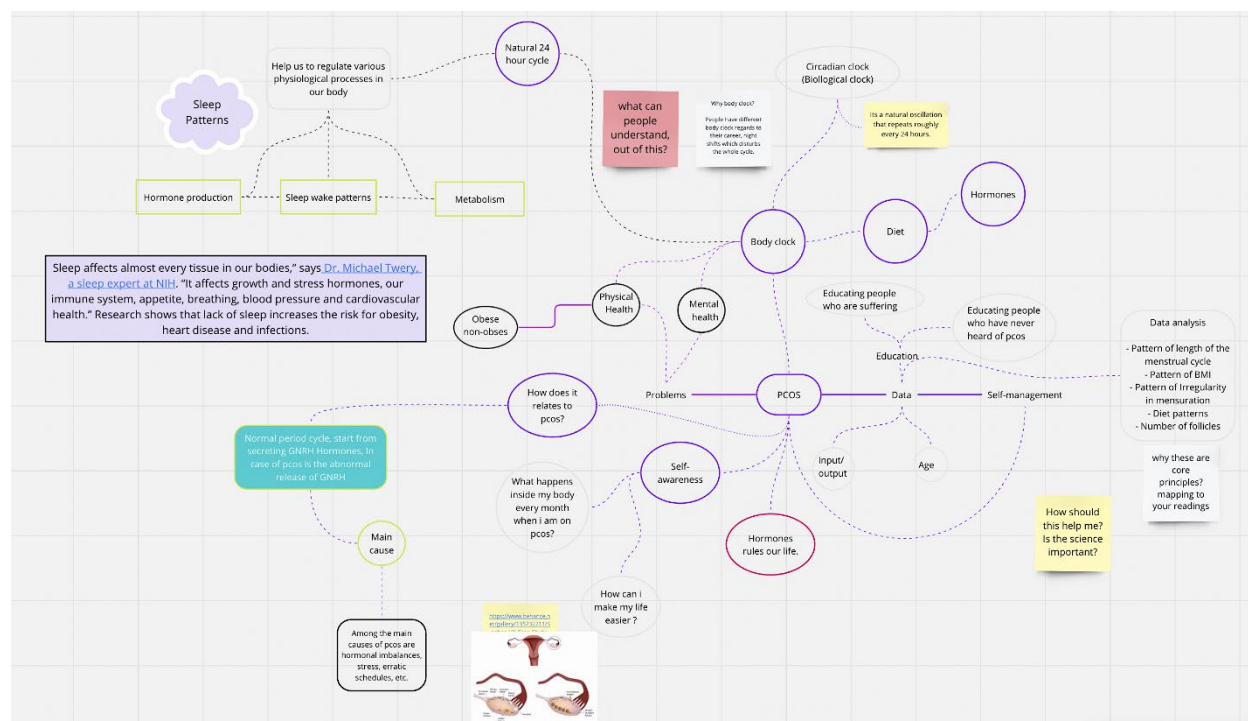 Natural 24
hour cycle
Help us to regulate various
physiological processes in
our body
Sleep
Patterns
Hormone production
Sleep wake patterns
Metabolism
what can
people
understand,
out of this?
Why body clock?
People have different
body clock regards to
their career, night
shifts which disturbs
the whole cycle.
Circadian clock
(Biollogical clock)
Its a natural oscillation
that repeats roughly
every 24 hours.
Hormones
Diet
Body clock
Sleep affects almost every tissue in our bodies,” says Dr. Michael Twery,
a sleep expert at NIH. “It affects growth and stress hormones, our
immune system, appetite, breathing, blood pressure and cardiovascular
health.” Research shows that lack of sleep increases the risk for obesity,
heart disease and infections.
Physical
Health
Mental
health
Obese
non-obses
Educating people
who are suffering
Educating people
who have never
heard of pcos
Education
Data analysis
- Pattern of length of the
menstrual cycle
- Pattern of BMI
- Pattern of Irregularity
in mensuration
- Diet patterns
- Number of follicles
Problems
PCOS
Data
Self-management
How does it
relates to
pcos?
Normal period cycle, start from
secreting GNRH Hormones, In
case of pcos is the abnormal
release of GNRH
Self-
awareness
Input/
output
Age
why these are
core
principles?
mapping to
your readings
What happens
inside my body
every month
when i am on
pcos?
Main
cause
Hormones
rules our life.
How should
this help me?
Is the science
important?
How can i
make my life
easier ?
Among the main
causes of pcos are
hormonal imbalances,
stress, erratic
schedules, etc.